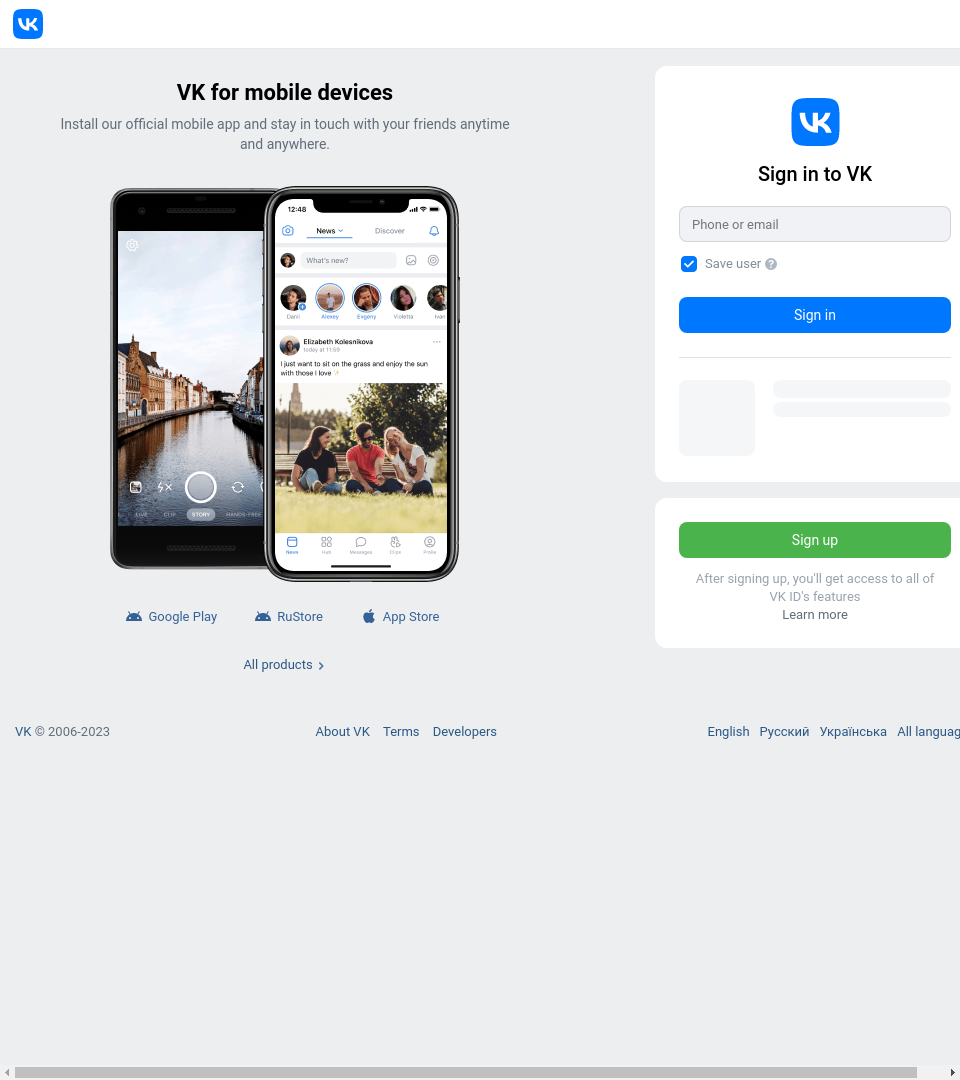 VK for mobile devices
Install our official mobile app and stay in touch with your friends anytime
and anywhere.
12:48
News
Discover
What's new?
Danil
Alexey
Evgeny
Violetta
Ivan
Elizabeth Kolesnikova
today at 11:59
I just want to sit on the grass and enjoy the sun
with those I love ✨
LIVE
CLIP
STORY
HANDS-FREE
News
Hub
Messages
Clips
Profile
Google Play
RuStore
App Store
All products
Sign in to VK
Phone or email
Save user
Sign in
Sign up
After signing up, you'll get access to all of
VK ID's features
Learn more
VK © 2006-2023
About VK Terms Developers
English Русский Українська All languag